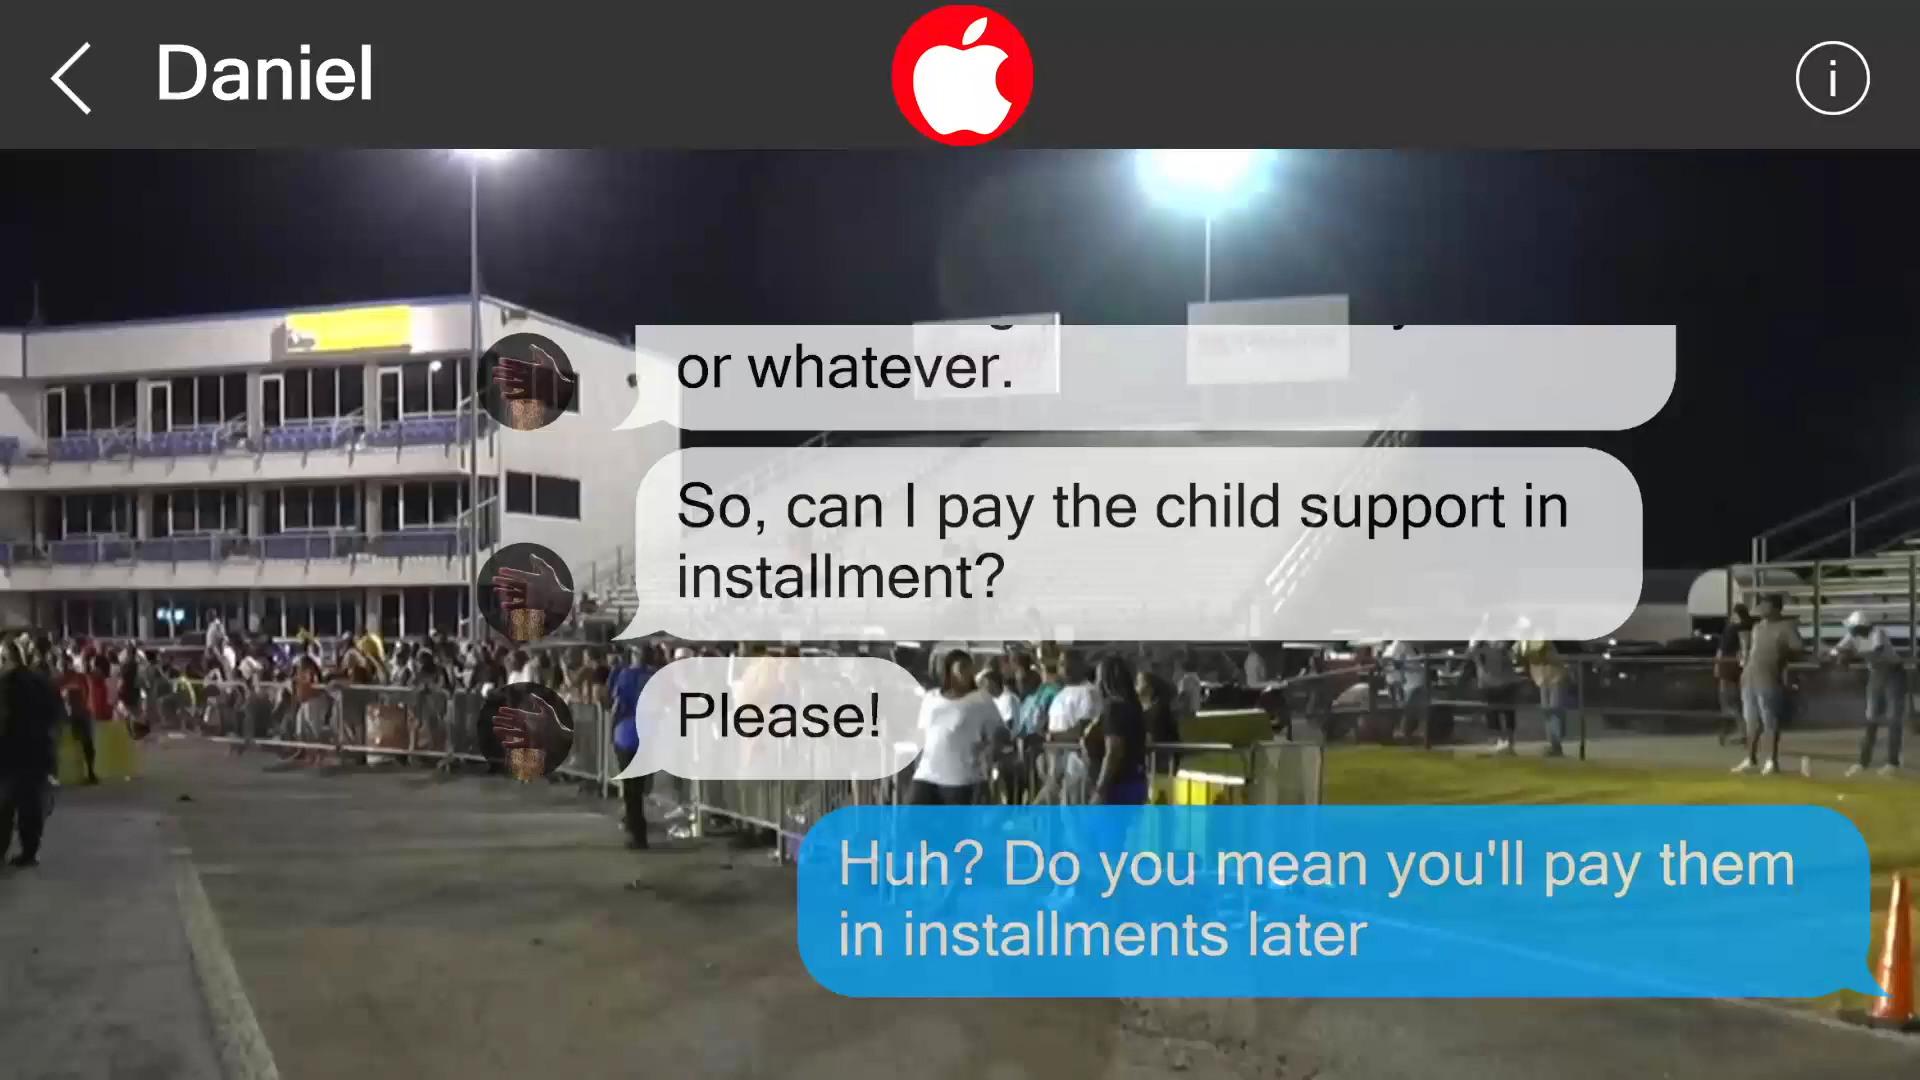 Daniel
or whatever.
So, can I pay the child support in
installment?
Please!
Huh? Do you mean you'll pay them
in installments later